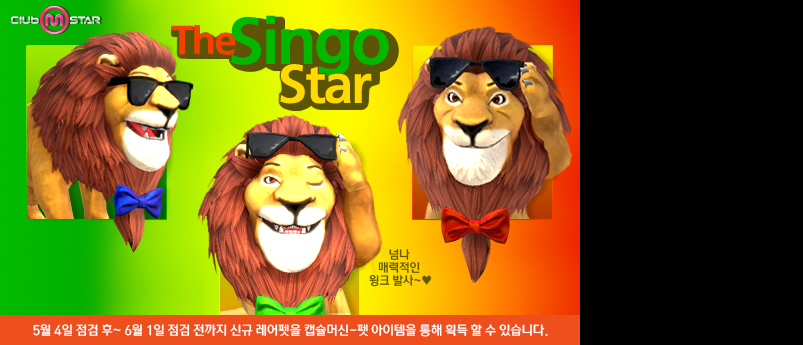 Club M STAR
The Singo
Star
넘나
매력적인
윙크 발사~♥
5월 4일 점검 후~ 6월 1일 점검 전까지 신규 레어펫을 캡슐머신-펫 아이템을 통해 획득 할 수 있습니다.